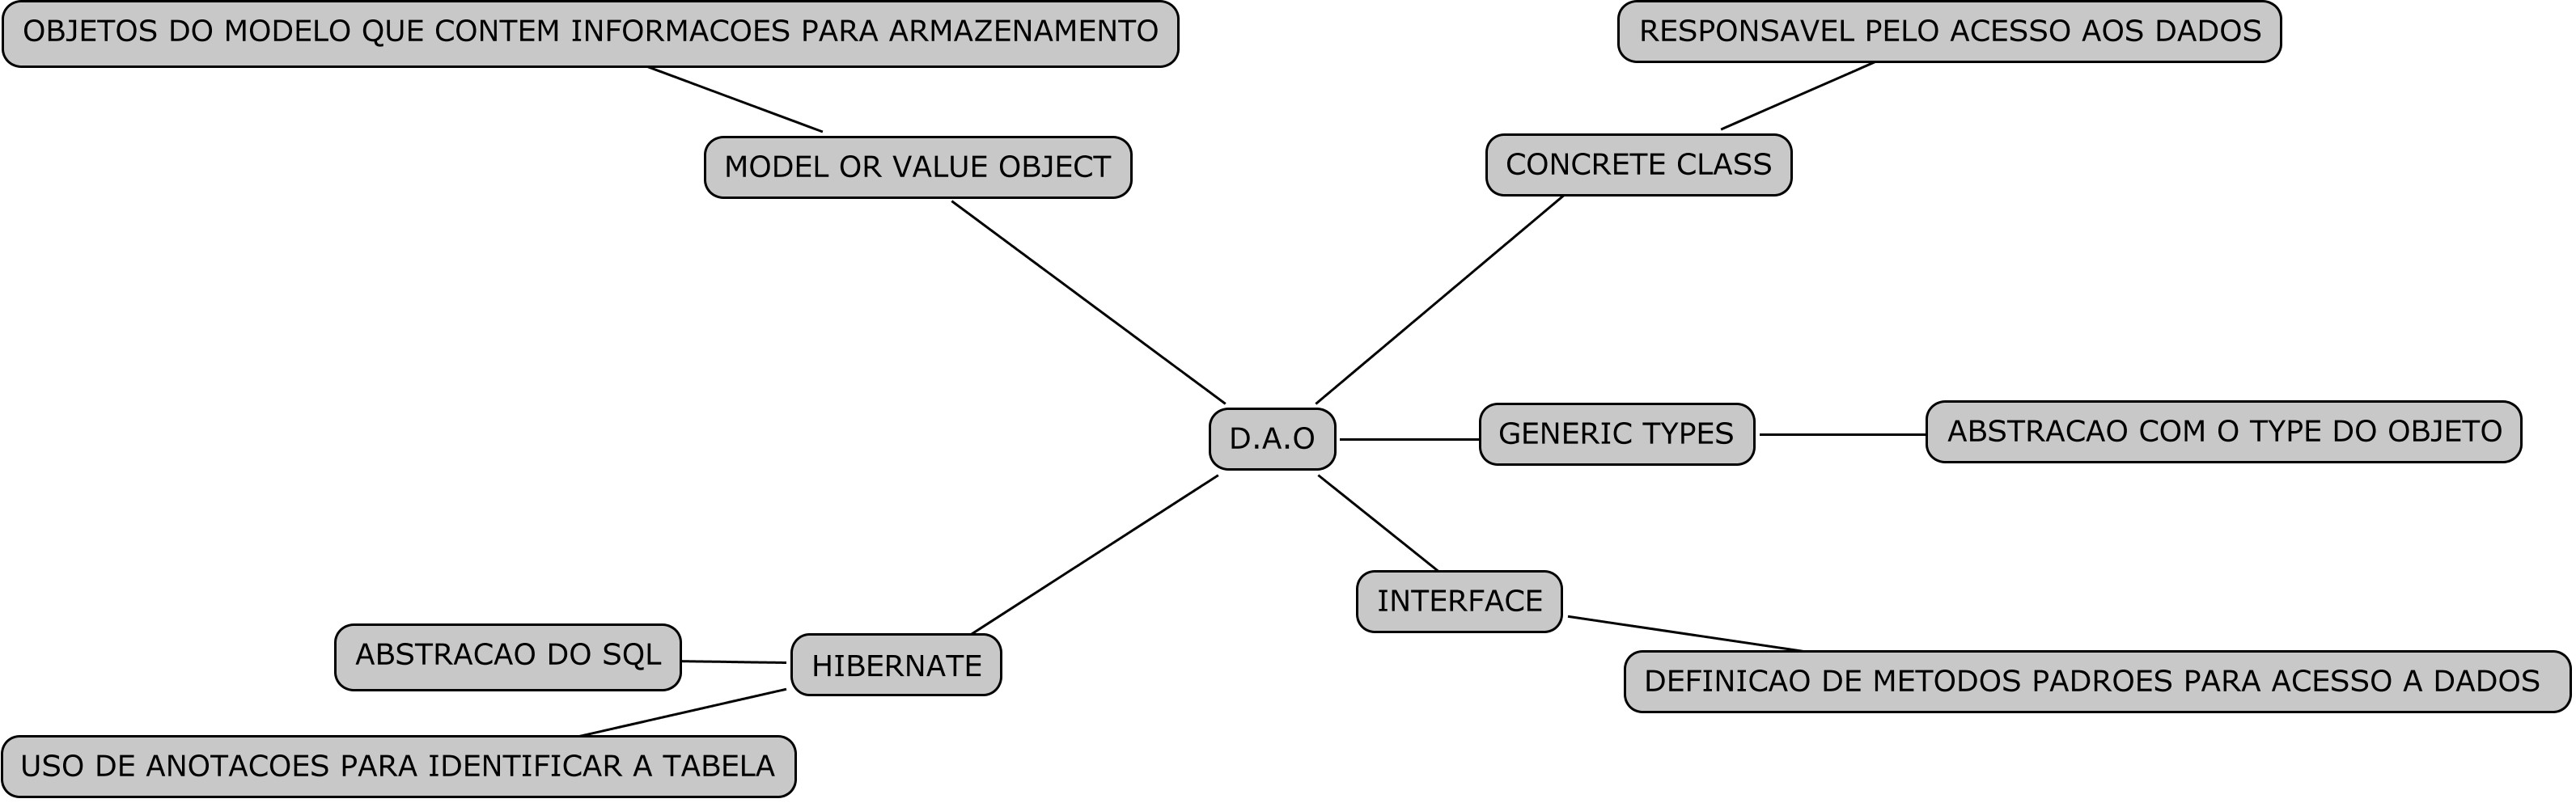 OBJETOS DO MODELO QUE CONTEM INFORMACOES PARA ARMAZENAMENTO
RESPONSAVEL PELO ACESSO AOS DADOS
MODEL OR VALUE OBJECT
CONCRETE CLASS
D.A.O
GENERIC TYPES
ABSTRACAO COM O TYPE DO OBJETO
INTERFACE
ABSTRACAO DO SQL
HIBERNATE
DEFINICAO DE METODOS PADROES PARA ACESSO A DADOS
USO DE ANOTACOES PARA IDENTIFICAR A TABELA